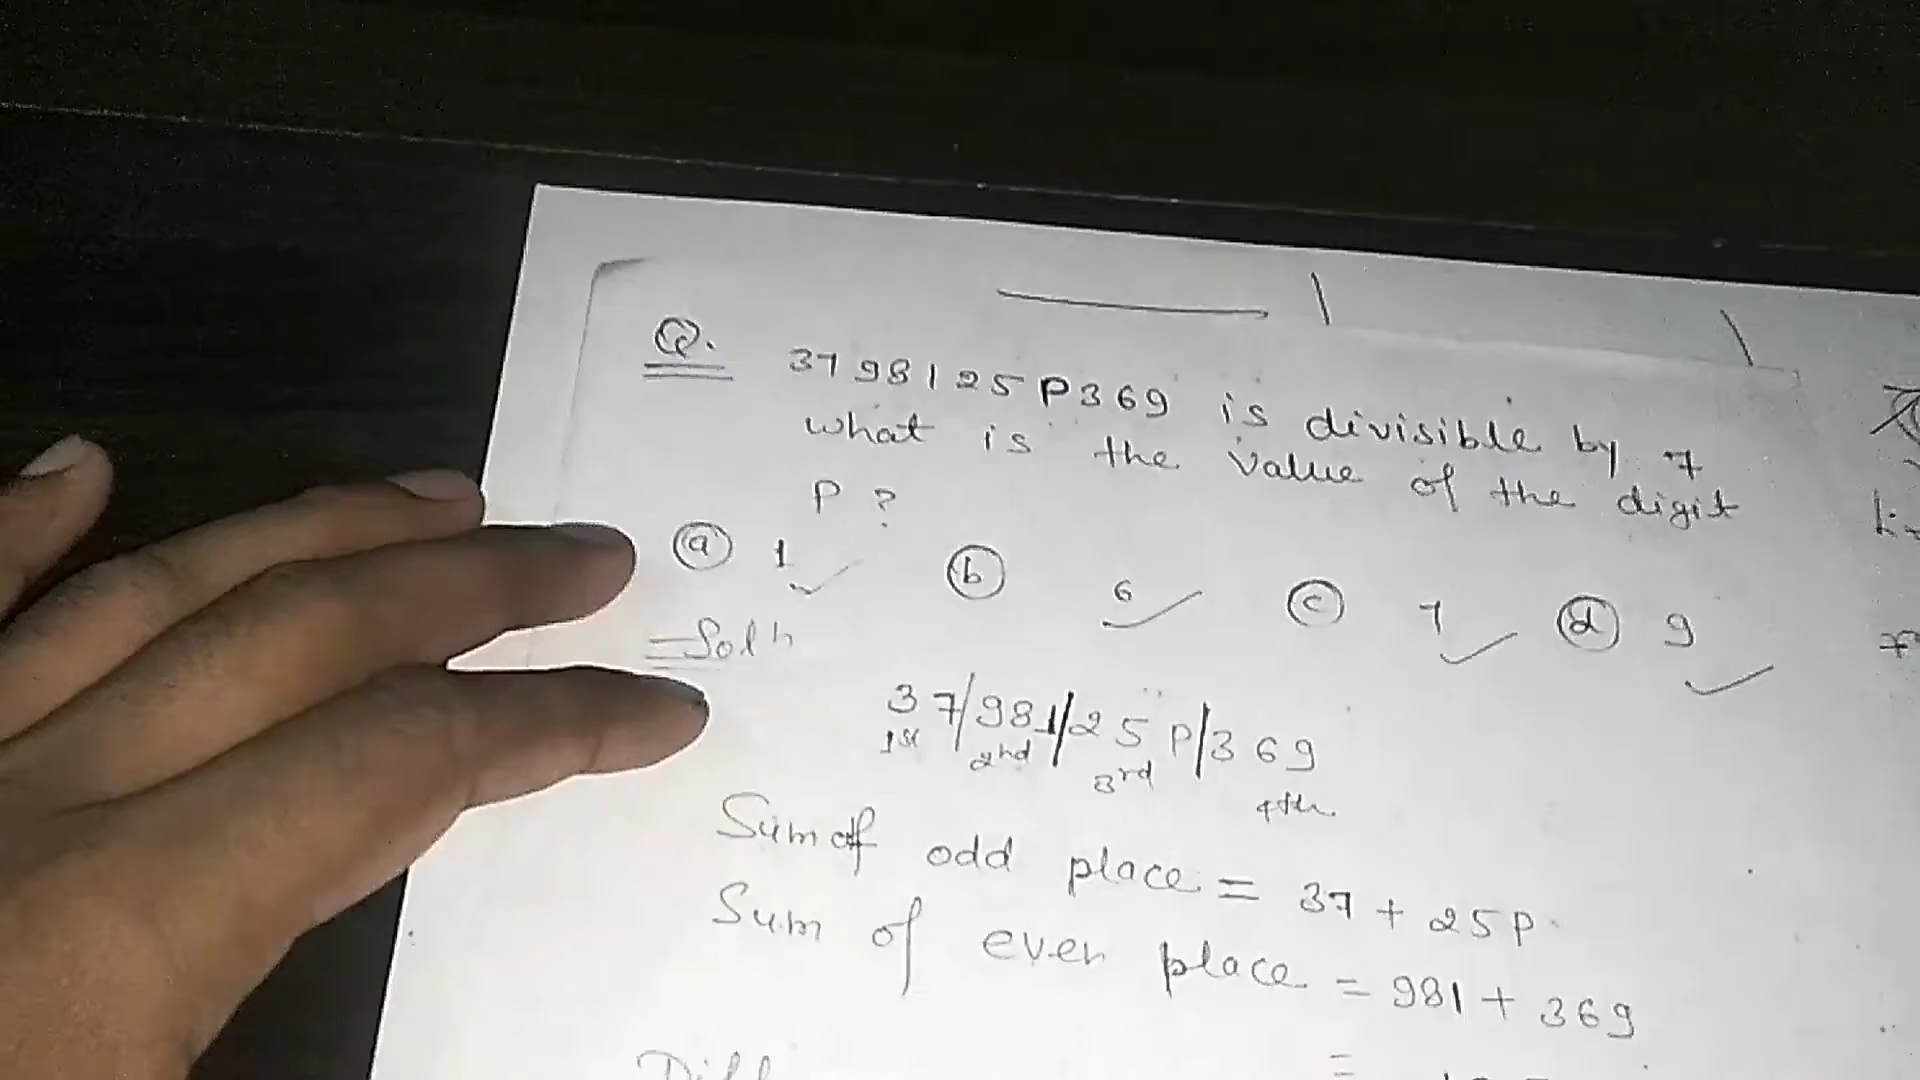 Q. 3798125P369 is divisible by 7
what is the value of the digit
P ?
(a) 1 (b) 6 (c) 7 (d) 9
Solh
37/981/25P/369
1st 2nd 3rd 4th
Sum of odd place = 37 + 25P
Sum of even place = 981 + 369
=